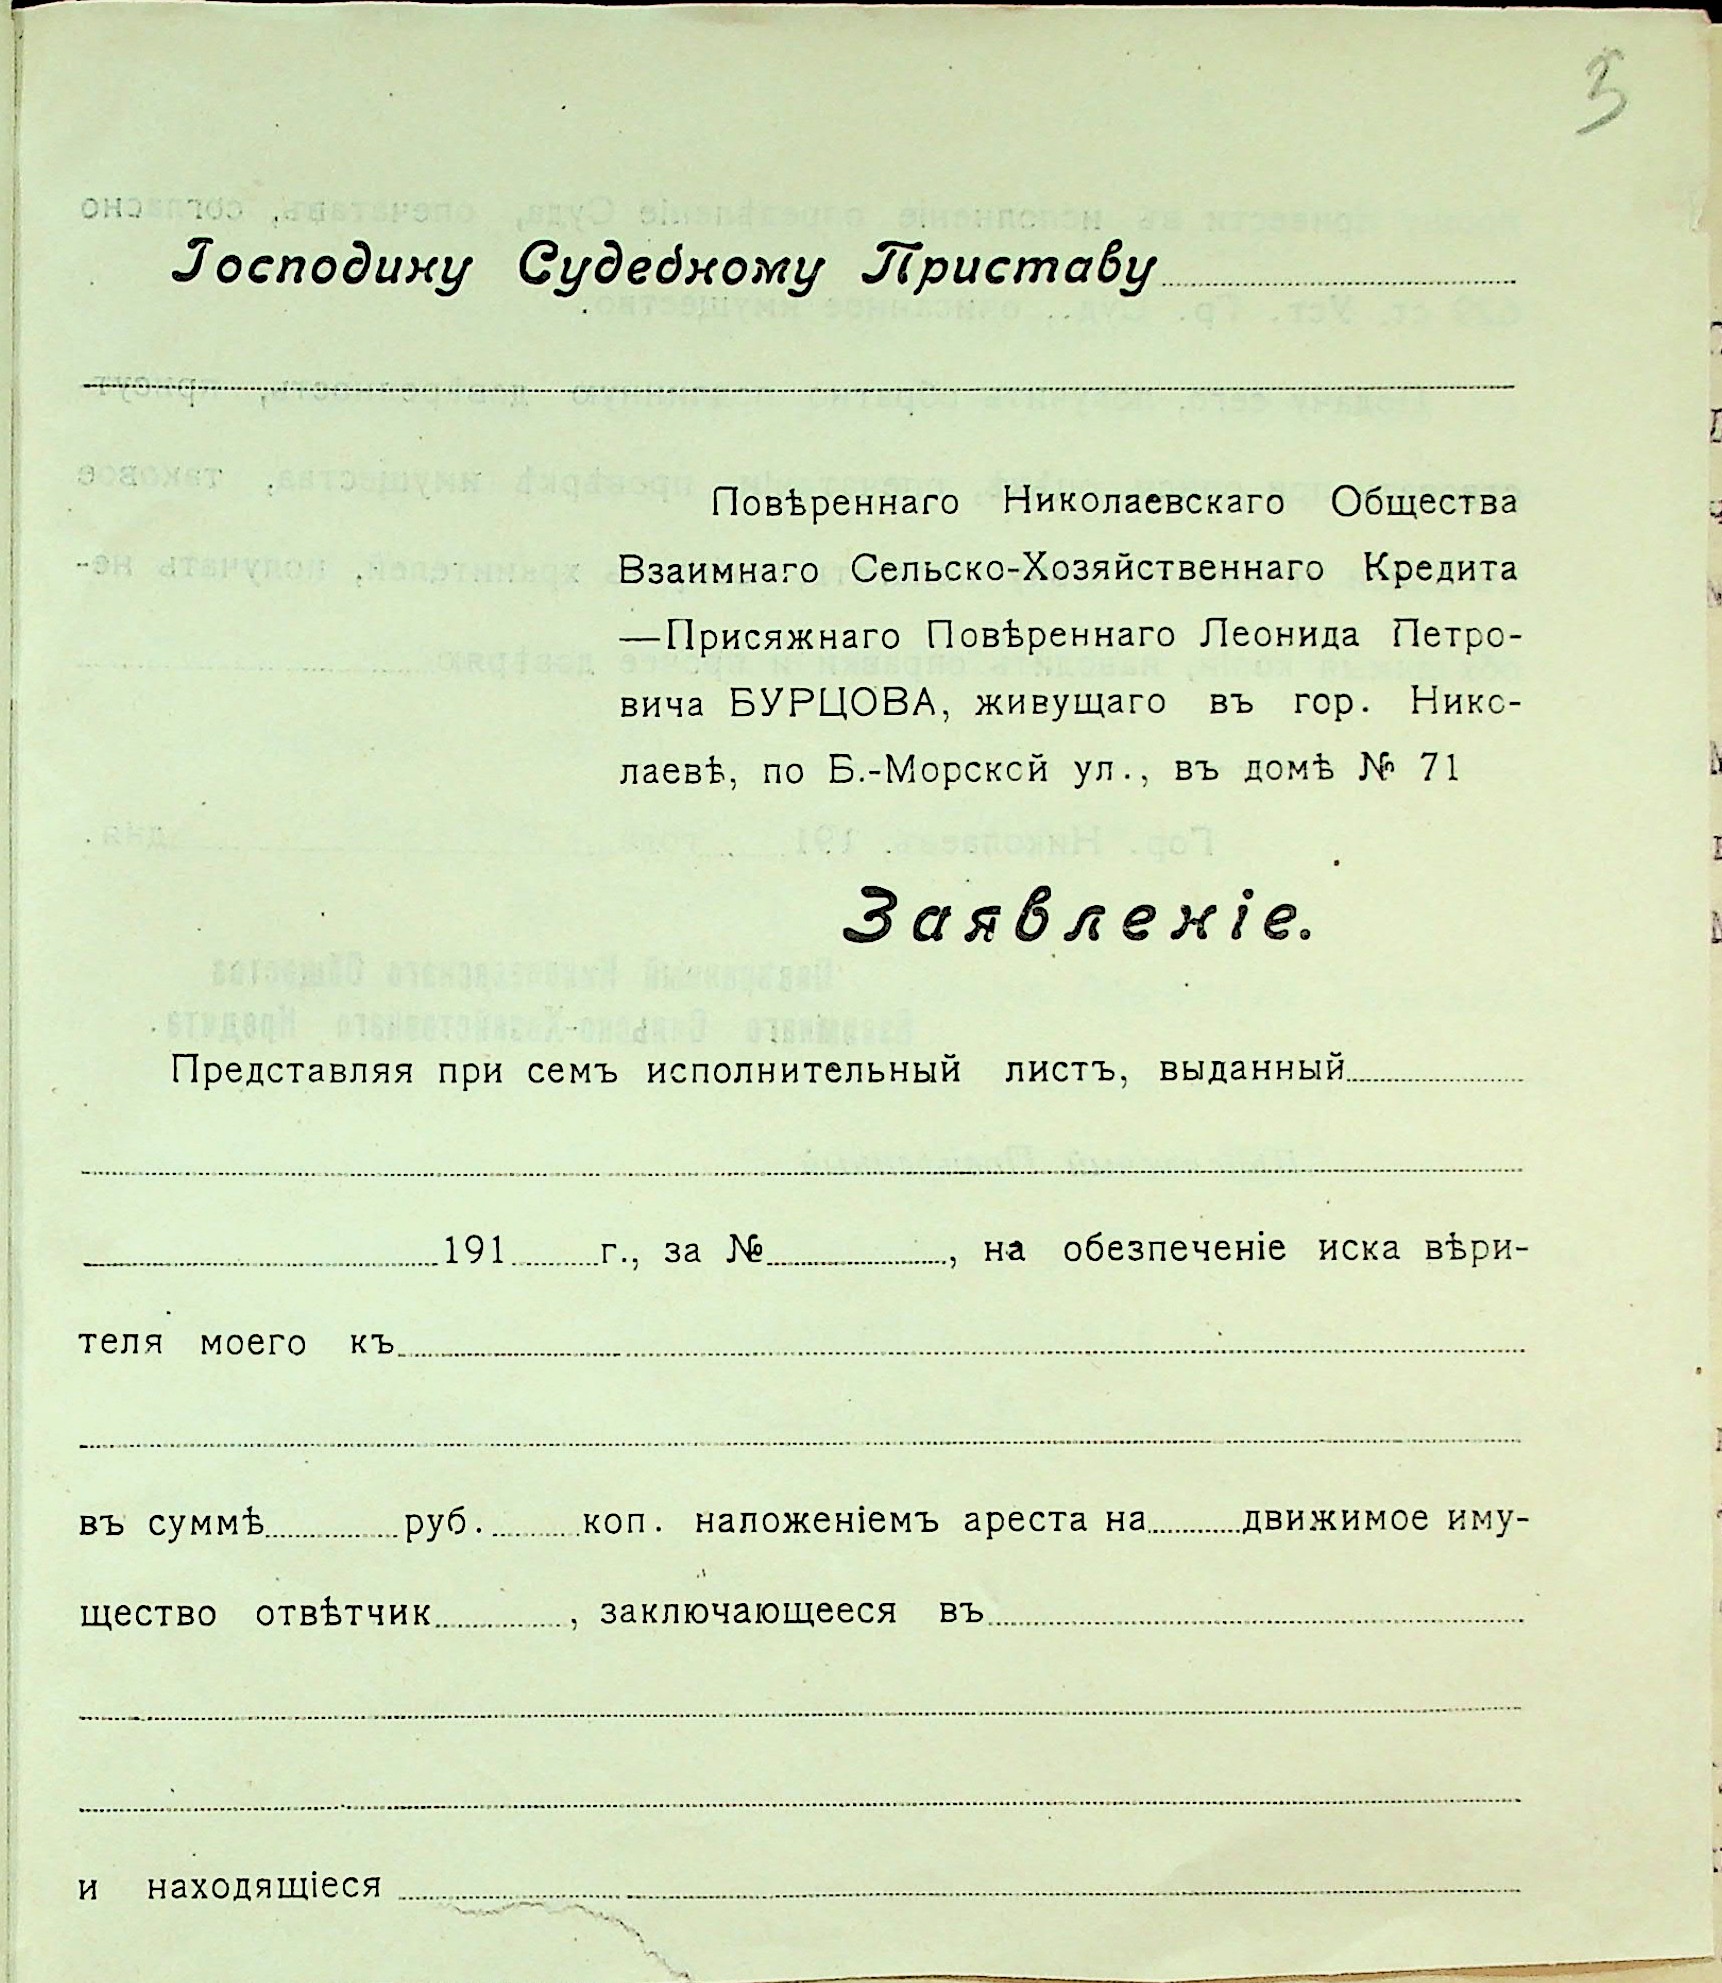 3
Господину Судебному Приставу
Повѣреннаго Николаевскаго Общества
Взаимнаго Сельско-Хозяйственнаго Кредита
—Присяжнаго Повѣреннаго Леонида Петро-
вича БУРЦОВА, живущаго въ гор. Нико-
лаевѣ, по Б.-Морской ул., въ домѣ № 71
Заявленіе.
Представляя при семъ исполнительный листъ, выданный
191 г., за № , на обезпеченіе иска вѣри-
теля моего къ
въ суммѣ руб. коп. наложеніемъ ареста на движимое иму-
щество отвѣтчик , заключающееся въ
и находящіеся